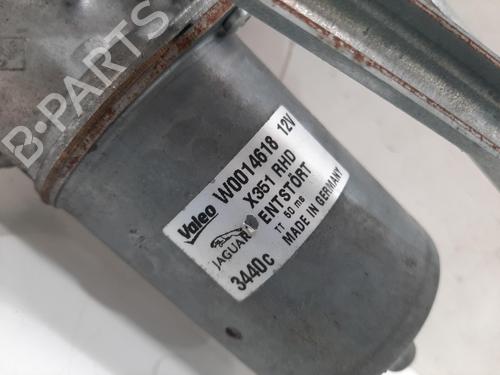 B-PARTS
Valeo W0014618 12V
X351 RHD
JAGUAR ENTSTÖRT
TT 50 ms
3440C MADE IN GERMANY